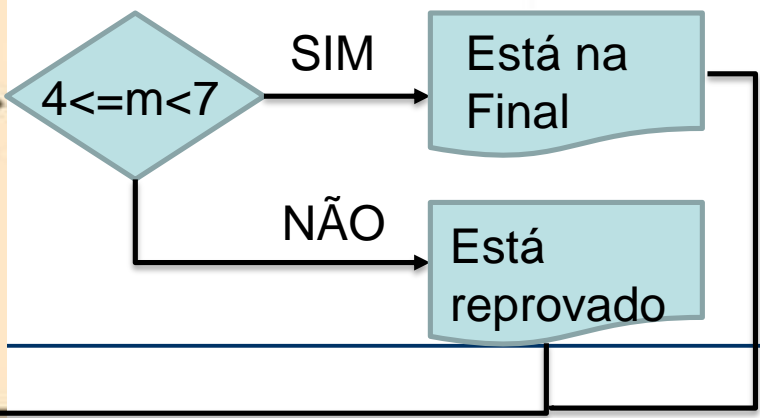 4<=m<7
SIM
Está na
Final
NÃO
Está
reprovado